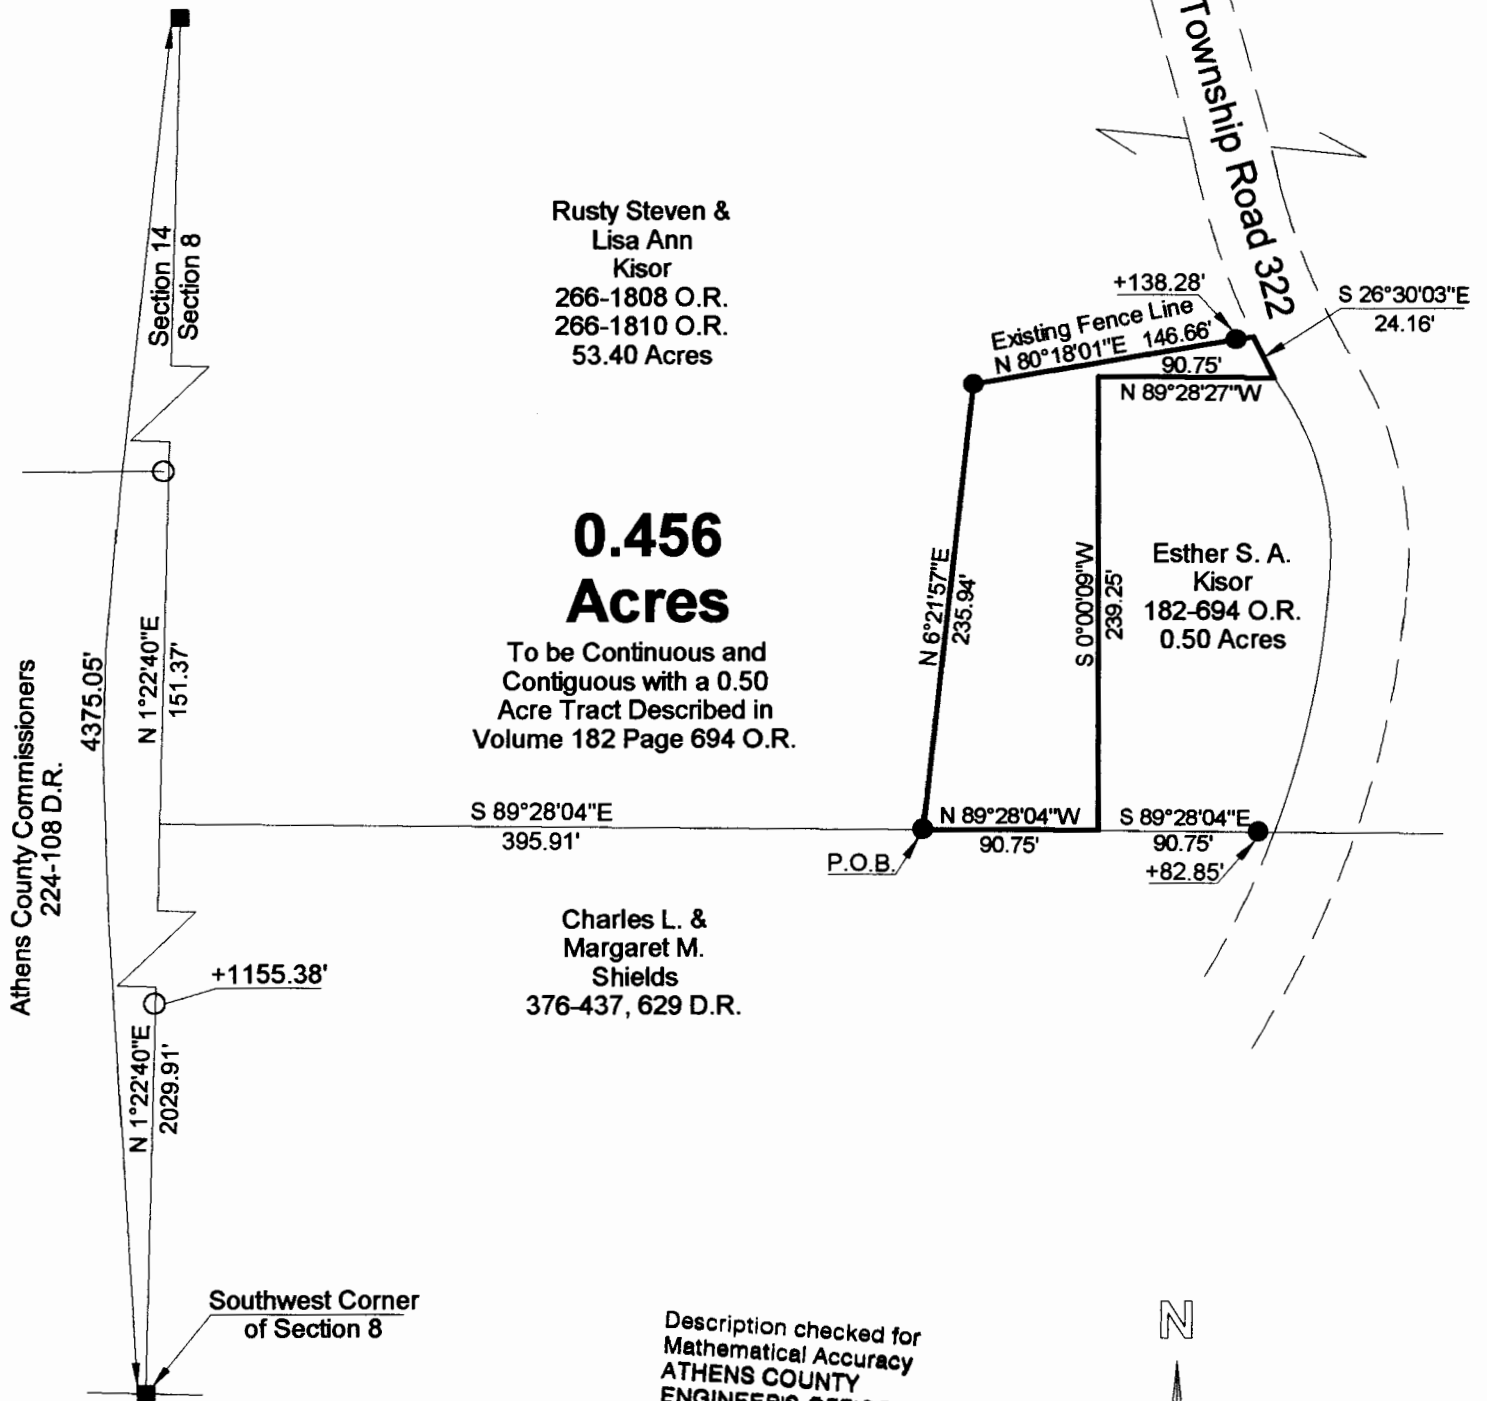 Township Road 322
Section 14
Section 8
Rusty Steven &
Lisa Ann
Kisor
266-1808 O.R.
266-1810 O.R.
53.40 Acres
+138.28'
S 26°30'03"E
24.16'
Existing Fence Line
N 80°18'01"E 146.66'
90.75'
N 89°28'27"W
0.456
Acres
To be Continuous and
Contiguous with a 0.50
Acre Tract Described in
Volume 182 Page 694 O.R.
N 6°21'57"E
235.94'
S 0°00'09"W
239.25'
Esther S. A.
Kisor
182-694 O.R.
0.50 Acres
Athens County Commissioners
224-108 D.R.
4375.05'
N 1°22'40"E
151.37'
S 89°28'04"E
395.91'
N 89°28'04"W
90.75'
S 89°28'04"E
90.75'
P.O.B.
+82.85'
Charles L. &
Margaret M.
Shields
376-437, 629 D.R.
+1155.38'
N 1°22'40"E
2029.91'
Southwest Corner
of Section 8
Description checked for
Mathematical Accuracy
ATHENS COUNTY
N